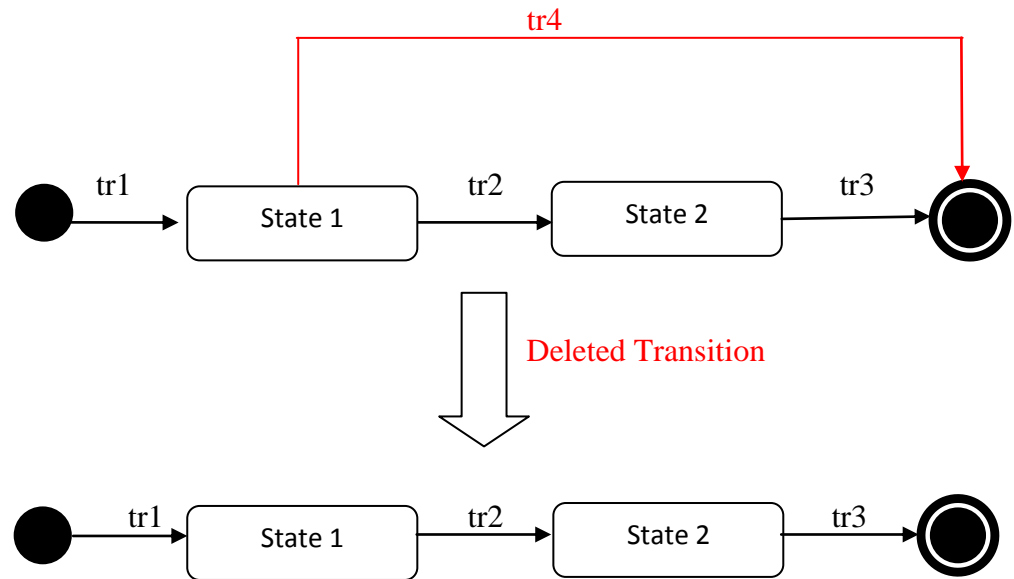 tr4
tr1
tr2
tr3
State 1
State 2
Deleted Transition
tr1
tr2
tr3
State 1
State 2